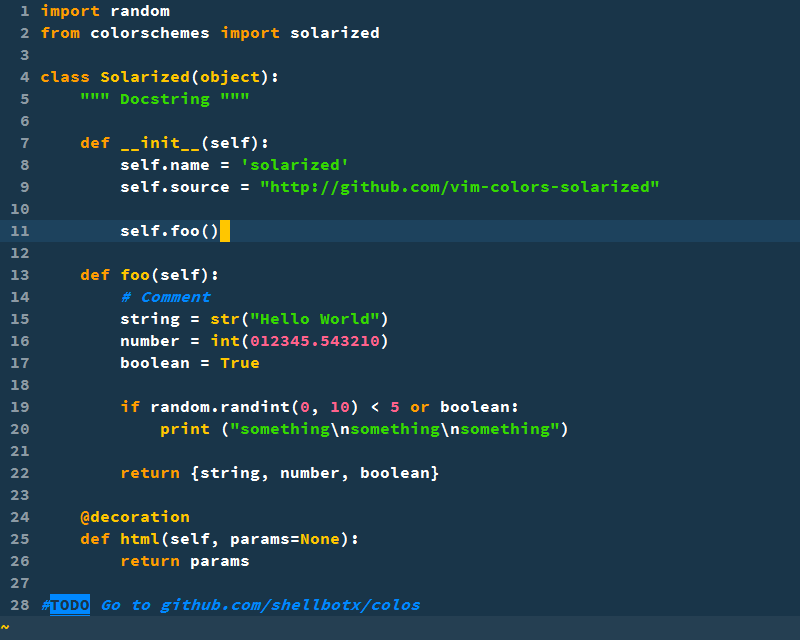 1 import random
2 from colorschemes import solarized
3
4 class Solarized(object):
5     """ Docstring """
6
7     def __init__(self):
8         self.name = 'solarized'
9         self.source = "http://github.com/vim-colors-solarized"
10
11         self.foo()
12
13     def foo(self):
14         # Comment
15         string = str("Hello World")
16         number = int(012345.543210)
17         boolean = True
18
19         if random.randint(0, 10) < 5 or boolean:
20             print ("something\nsomething\nsomething")
21
22         return {string, number, boolean}
23
24     @decoration
25     def html(self, params=None):
26         return params
27
28 #TODO Go to github.com/shellbotx/colos
~